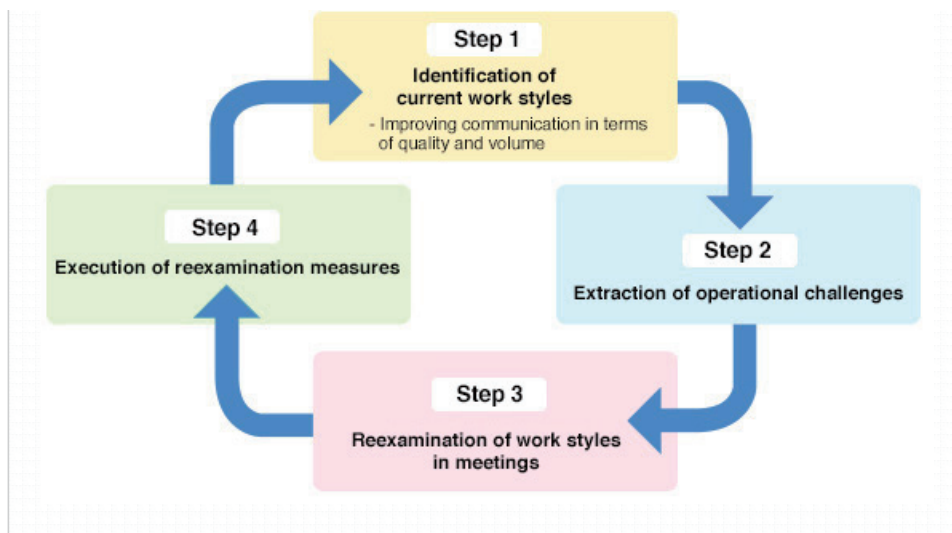 Step 1
Identification of
current work styles
- Improving communication in terms
of quality and volume
Step 2
Extraction of operational challenges
Step 3
Reexamination of work styles
in meetings
Step 4
Execution of reexamination measures